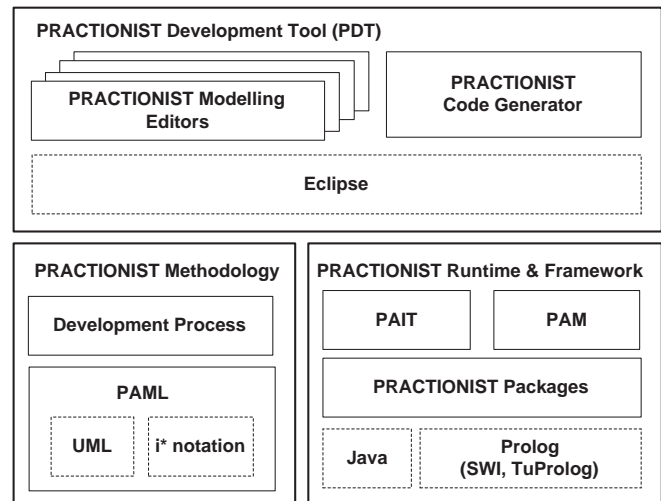 PRACTIONIST Development Tool (PDT)
PRACTIONIST Modelling
Editors
PRACTIONIST
Code Generator
Eclipse
PRACTIONIST Methodology
Development Process
PAML
UML
i* notation
PRACTIONIST Runtime & Framework
PAIT
PAM
PRACTIONIST Packages
Java
Prolog
(SWI, TuProlog)